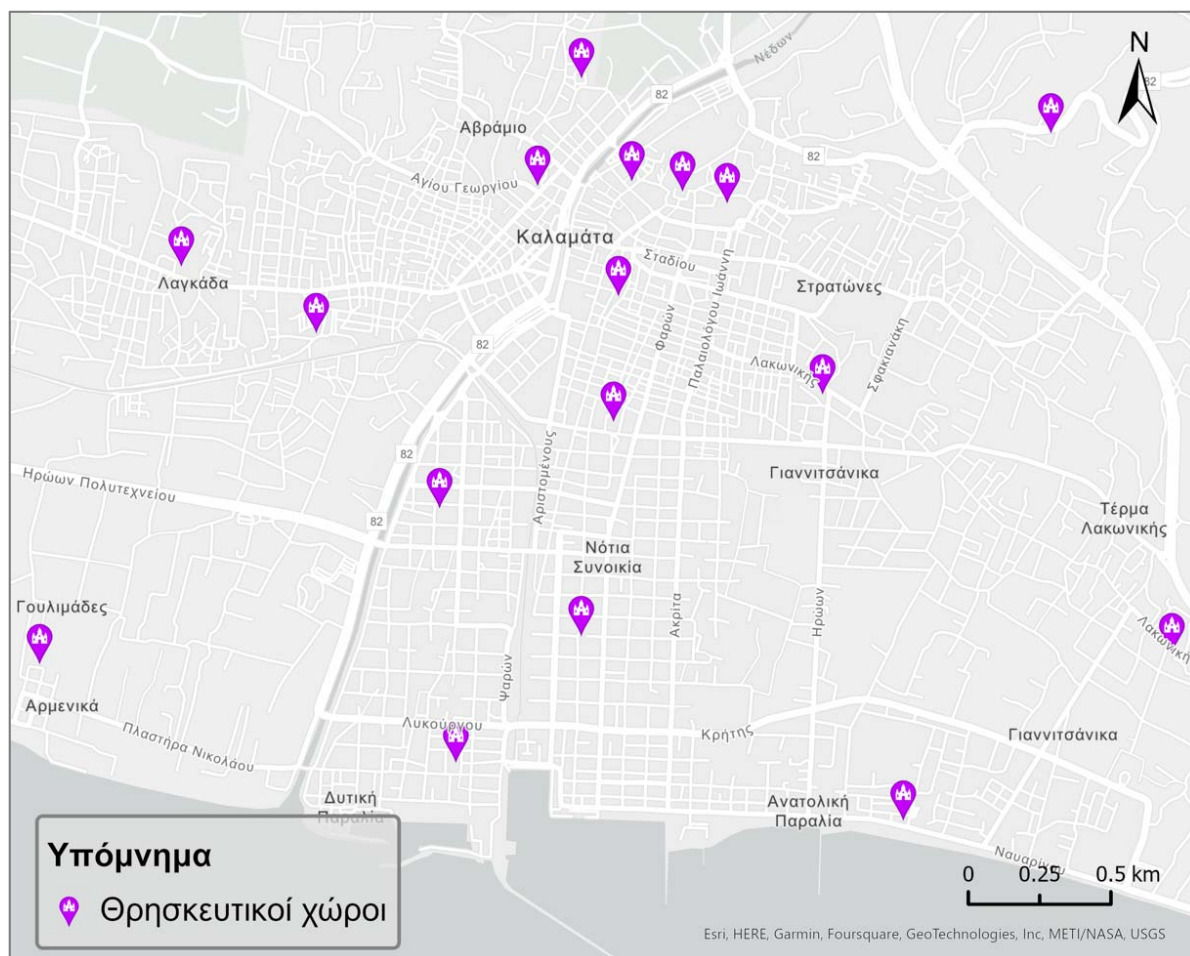 Νέδων
N
82
82
Αβράμιο
82
Αγίου Γεωργίου
Καλαμάτα
Σταδίου
Λαγκάδα
Στρατώνες
Παλαιολόγου Ιωάννη
Φαρών
Σφακιανάκη
82
Λακωνικής
Αριστομένους
82
Ηρώων Πολυτεχνείου
Γιαννιτσάνικα
82
Τέρμα
Λακωνικής
Νότια
Συνοικία
Γουλιμάδες
Ακρίτα
Ηρώων
Λακωνική
Ψαρών
Αρμενικά
Πλαστήρα Νικολάου
Λυκούργου
Κρήτης
Γιαννιτσάνικα
Δυτική
Παραλία
Ανατολική
Παραλία
Ναυαρίνου
Υπόμνημα
Θρησκευτικοί χώροι
0 0.25 0.5 km
Esri, HERE, Garmin, Foursquare, GeoTechnologies, Inc, METI/NASA, USGS